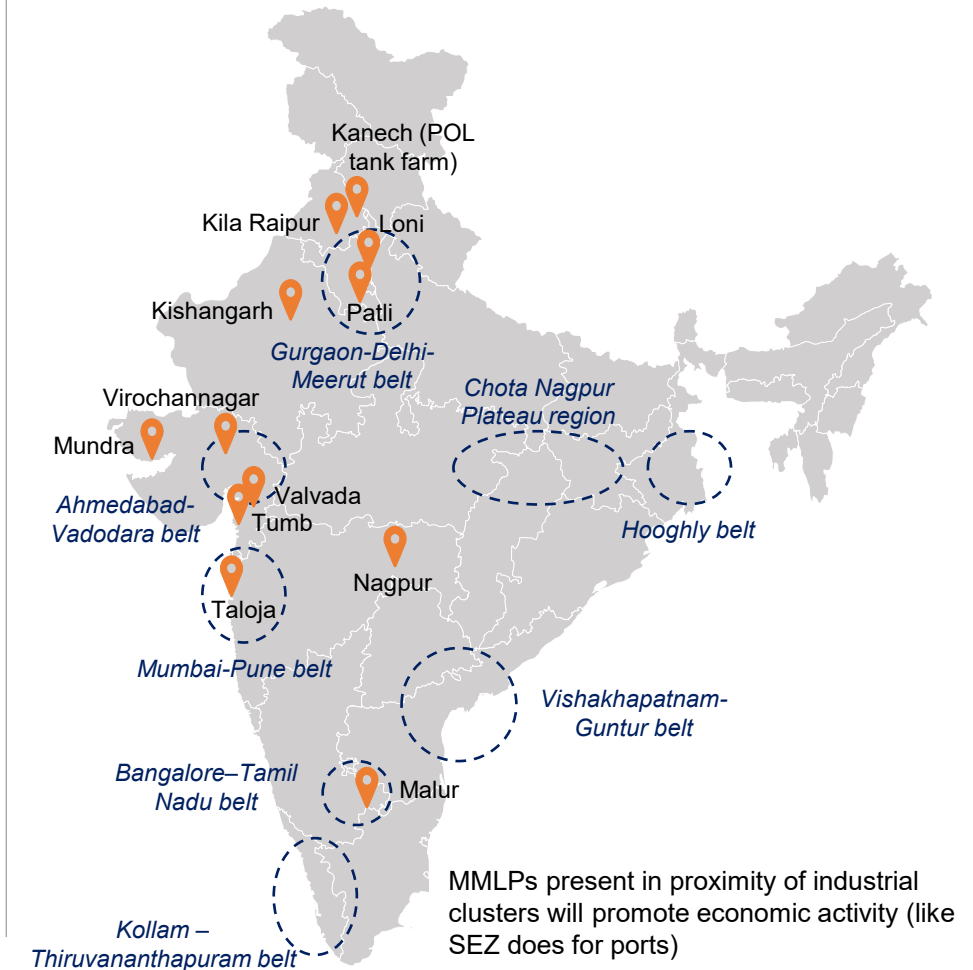 Kanech (POL
tank farm)
Kila Raipur
Loni
Kishangarh
Patli
Gurgaon-Delhi-
Meerut belt
Chota Nagpur
Plateau region
Virochannagar
Mundra
Valvada
Ahmedabad-
Vadodara belt
Tumb
Hooghly belt
Nagpur
Taloja
Mumbai-Pune belt
Vishakhapatnam-
Guntur belt
Bangalore–Tamil
Nadu belt
Malur
MMLPs present in proximity of industrial
clusters will promote economic activity (like
SEZ does for ports)
Kollam –
Thiruvananthapuram belt